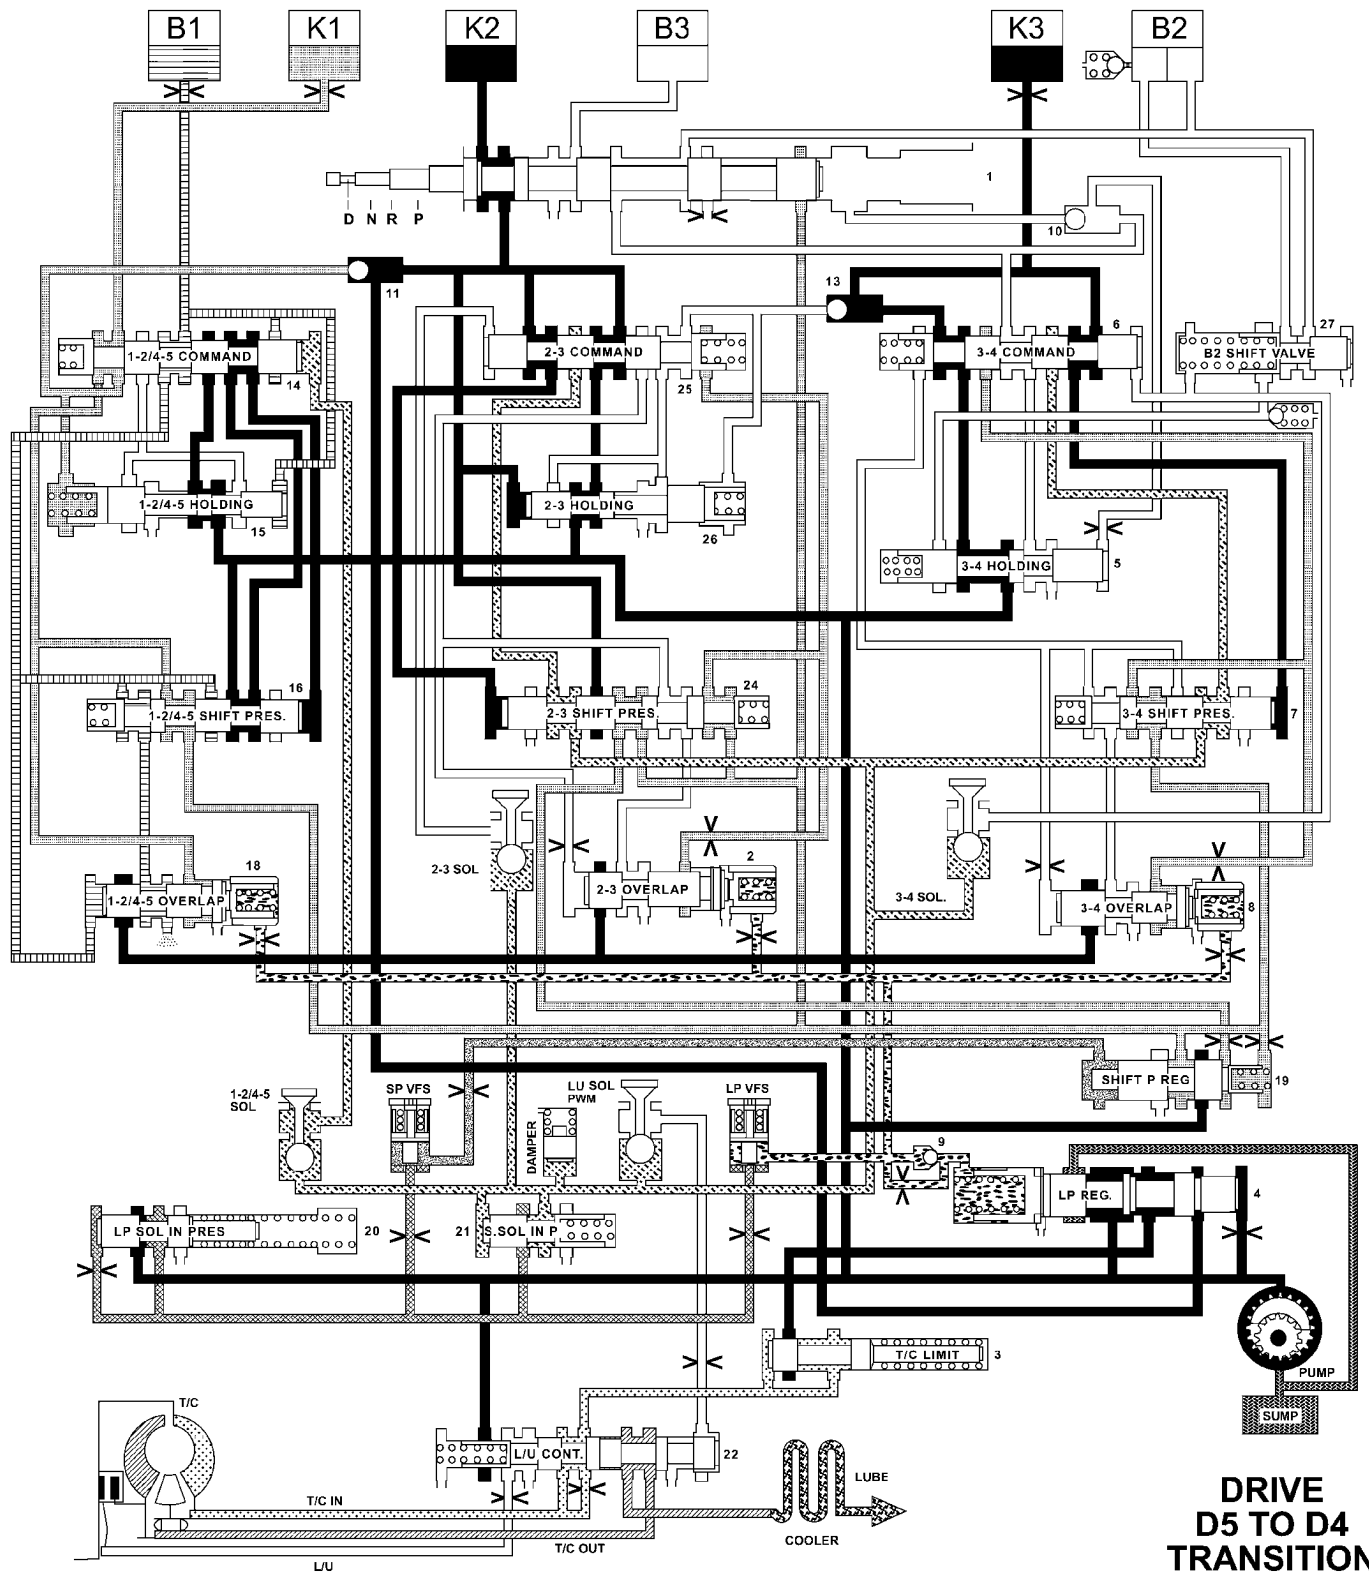 B1
K1
K2
B3
K3
B2
1
D N R P
10
11
13
6
27
1-2/4-5 COMMAND
14
2-3 COMMAND
25
3-4 COMMAND
B2 SHIFT VALVE
1-2/4-5 HOLDING
15
2-3 HOLDING
26
3-4 HOLDING
5
16
1-2/4-5 SHIFT PRES.
24
2-3 SHIFT PRES.
3-4 SHIFT PRES.
7
2-3 SOL
3-4 SOL.
18
1-2/4-5 OVERLAP
2
2-3 OVERLAP
3-4 OVERLAP
8
SHIFT P REG
19
1-2/4-5
SOL
SP VFS
DAMPER
LU SOL
PWM
LP VFS
9
LP REG.
4
LP SOL IN PRES
20
21
S.SOL IN P
T/C LIMIT
3
PUMP
SUMP
T/C
L/U CONT.
22
T/C IN
T/C OUT
L/U
LUBE
COOLER
DRIVE
D5 TO D4
TRANSITION